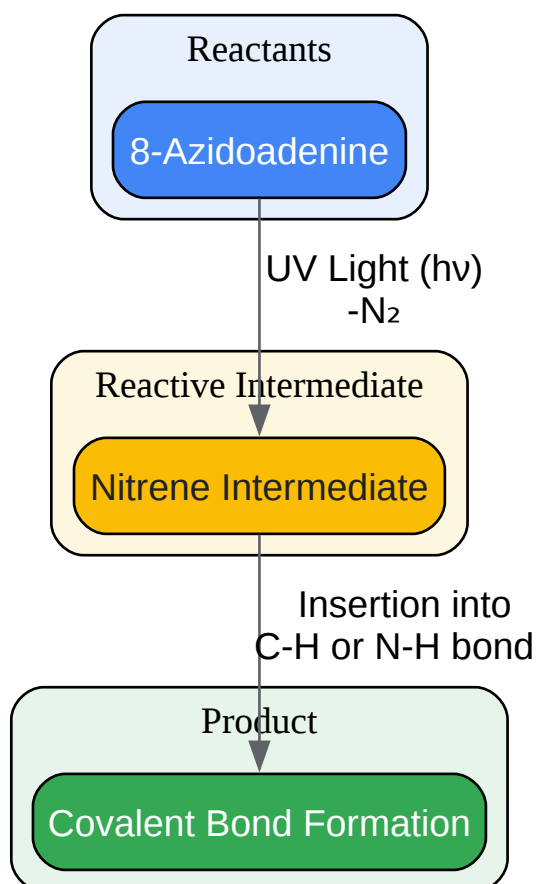 Reactants
8-Azidoadenine
UV Light (hν)
-N₂
Reactive Intermediate
Nitrene Intermediate
Insertion into
C-H or N-H bond
Product
Covalent Bond Formation